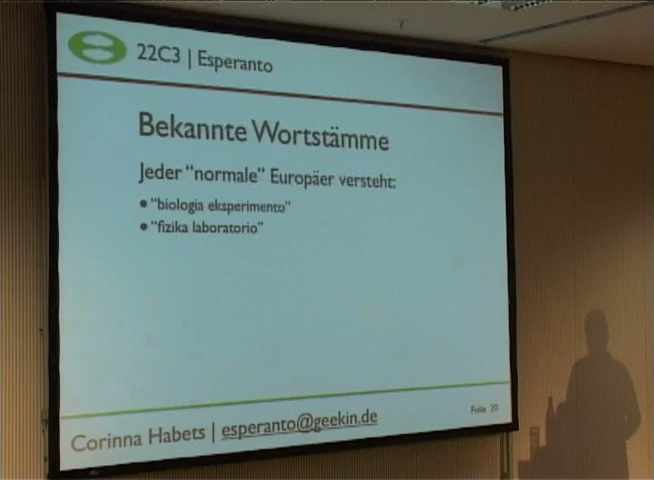 22C3 | Esperanto
Bekannte Wortstämme
Jeder "normale" Europäer versteht:
• "biologia eksperimento"
• "fizika laboratorio"
Folie 20
Corinna Habets | esperanto@geekin.de